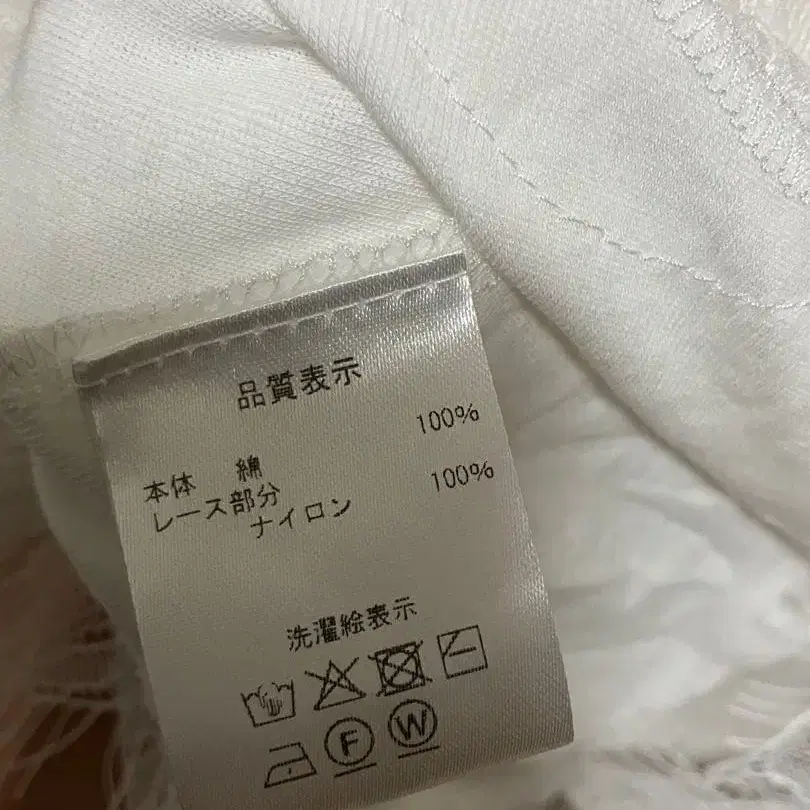 品質表示
本体 綿 100%
レース部分
ナイロン 100%
洗濯絵表示
F W